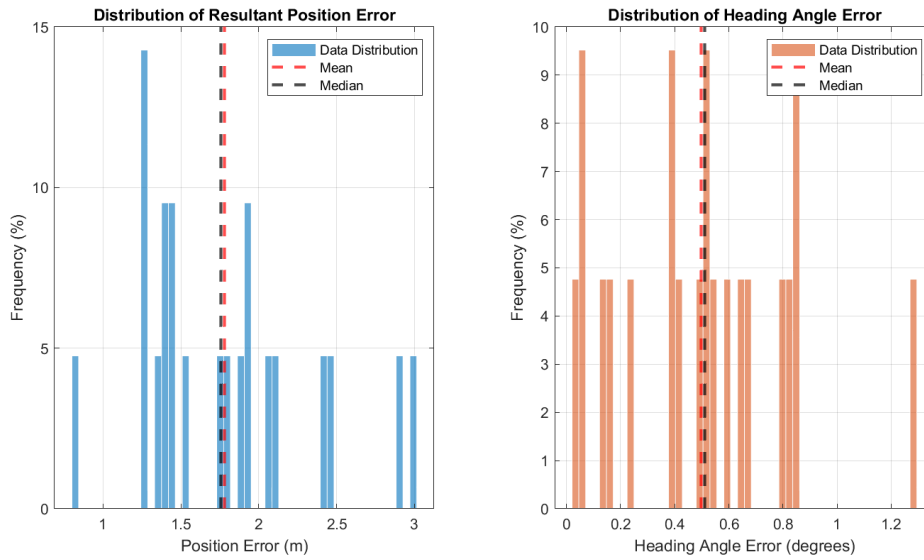 Distribution of Resultant Position Error
15
10
5
0
Frequency (%)
1
1.5
2
2.5
3
Position Error (m)
Data Distribution
Mean
Median
Distribution of Heading Angle Error
10
9
8
7
6
5
4
3
2
1
0
Frequency (%)
0
0.2
0.4
0.6
0.8
1
1.2
Heading Angle Error (degrees)
Data Distribution
Mean
Median